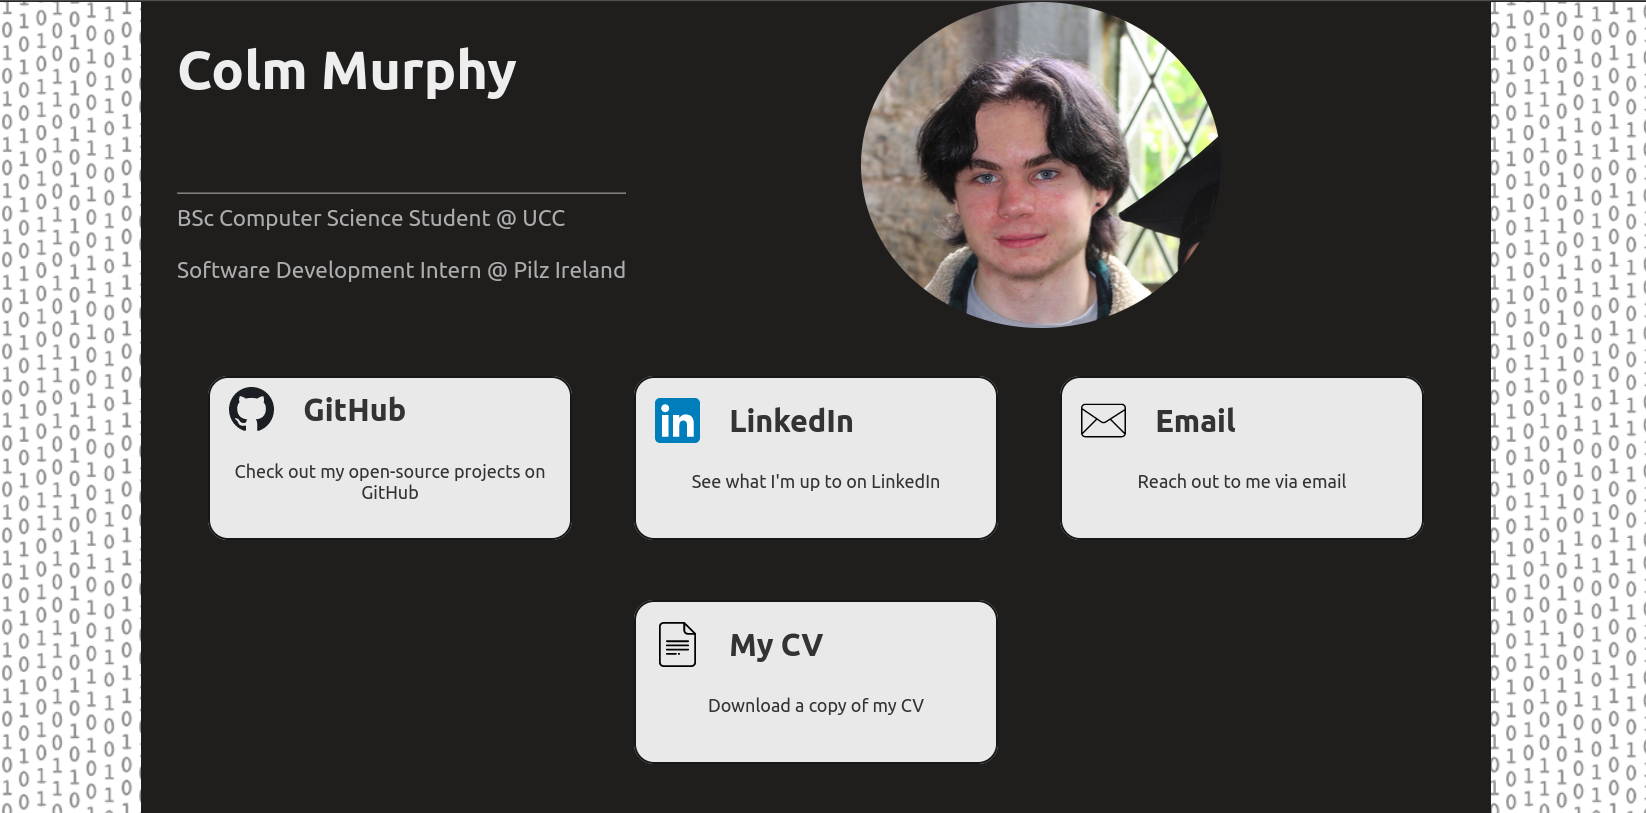 Colm Murphy
BSc Computer Science Student @ UCC
Software Development Intern @ Pilz Ireland
GitHub
Check out my open-source projects on
GitHub
in
LinkedIn
See what I'm up to on LinkedIn
Email
Reach out to me via email
My CV
Download a copy of my CV